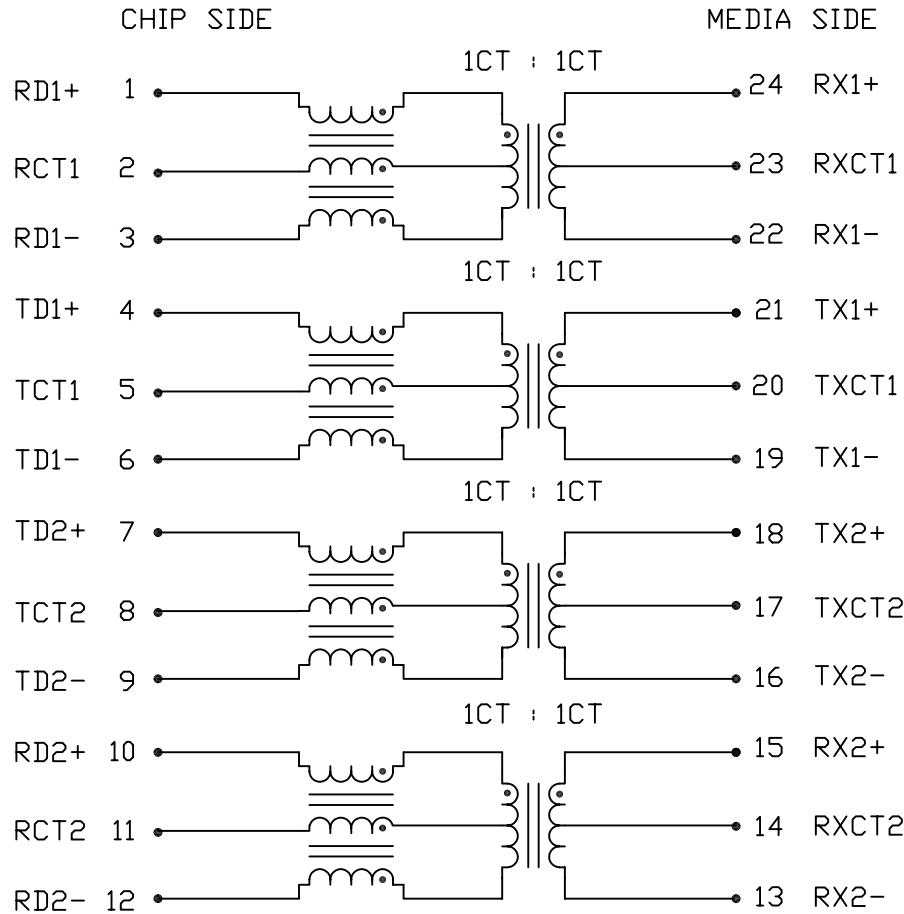 CHIP SIDE MEDIA SIDE
1CT : 1CT
RD1+ 1 24 RX1+
RCT1 2 23 RXCT1
RD1- 3 22 RX1-
1CT : 1CT
TD1+ 4 21 TX1+
TCT1 5 20 TXCT1
TD1- 6 19 TX1-
1CT : 1CT
TD2+ 7 18 TX2+
TCT2 8 17 TXCT2
TD2- 9 16 TX2-
1CT : 1CT
RD2+ 10 15 RX2+
RCT2 11 14 RXCT2
RD2- 12 13 RX2-